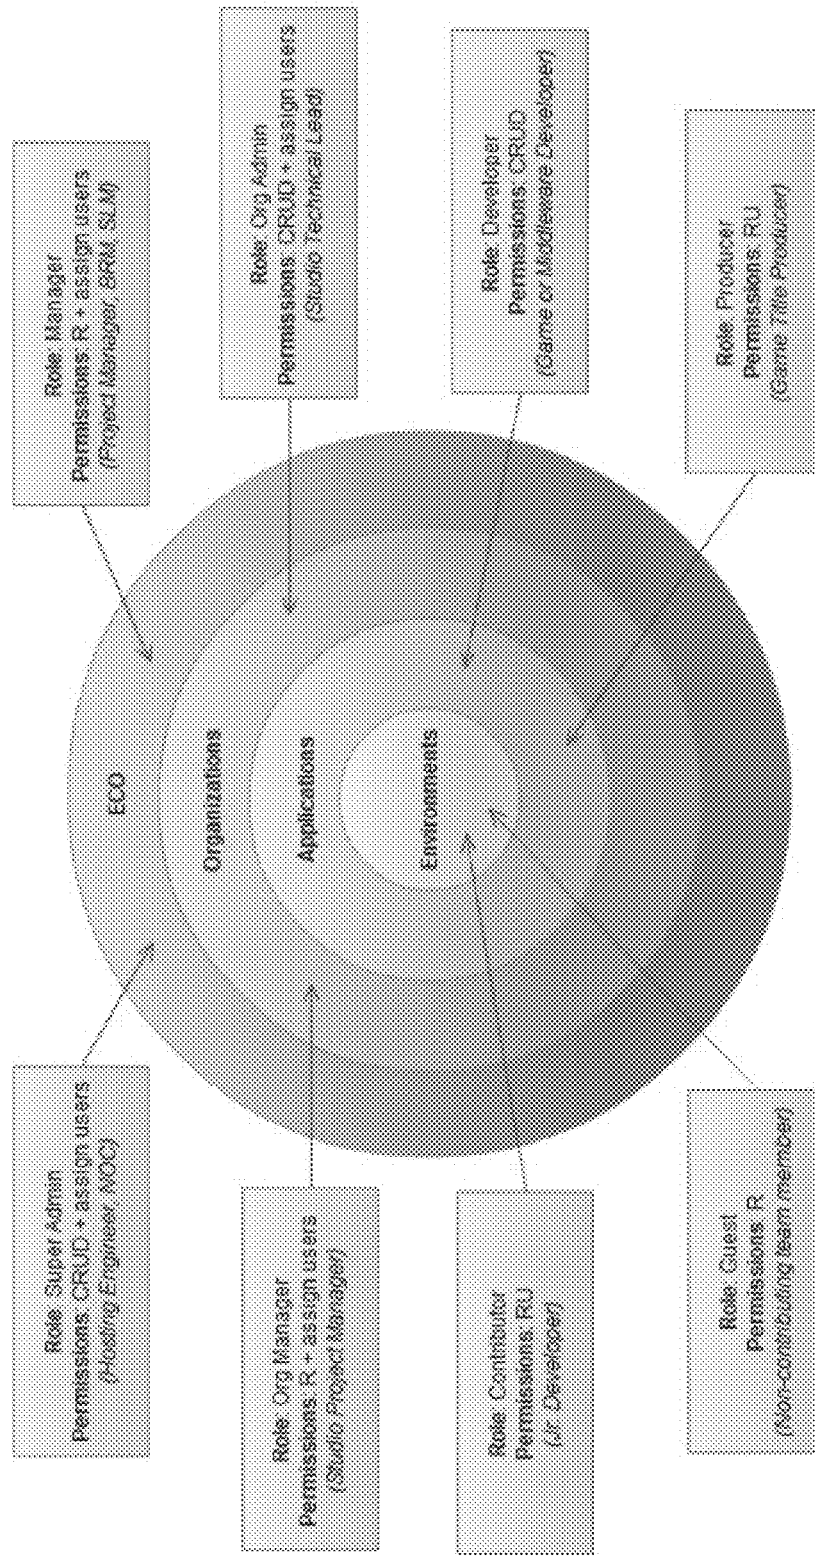 Role: Super Admin
Permissions: CRUD + assign users
(Hosting Engineer, NOC)
Role: Manager
Permissions: R + assign users
(Project Manager, BRM, SLM)
ECO
Role: Org Manager
Permissions: R + assign users
(Studio Project Manager)
Organizations
Role: Org Admin
Permissions: CRUD + assign users
(Studio Technical Lead)
Applications
Environments
Role: Contributor
Permissions: RU
(Jr. Developer)
Role: Developer
Permissions: CRUD
(Game or Middleware Developer)
Role: Guest
Permissions: R
(Non-contributing team member)
Role: Producer
Permissions: RU
(Game Title Producer)